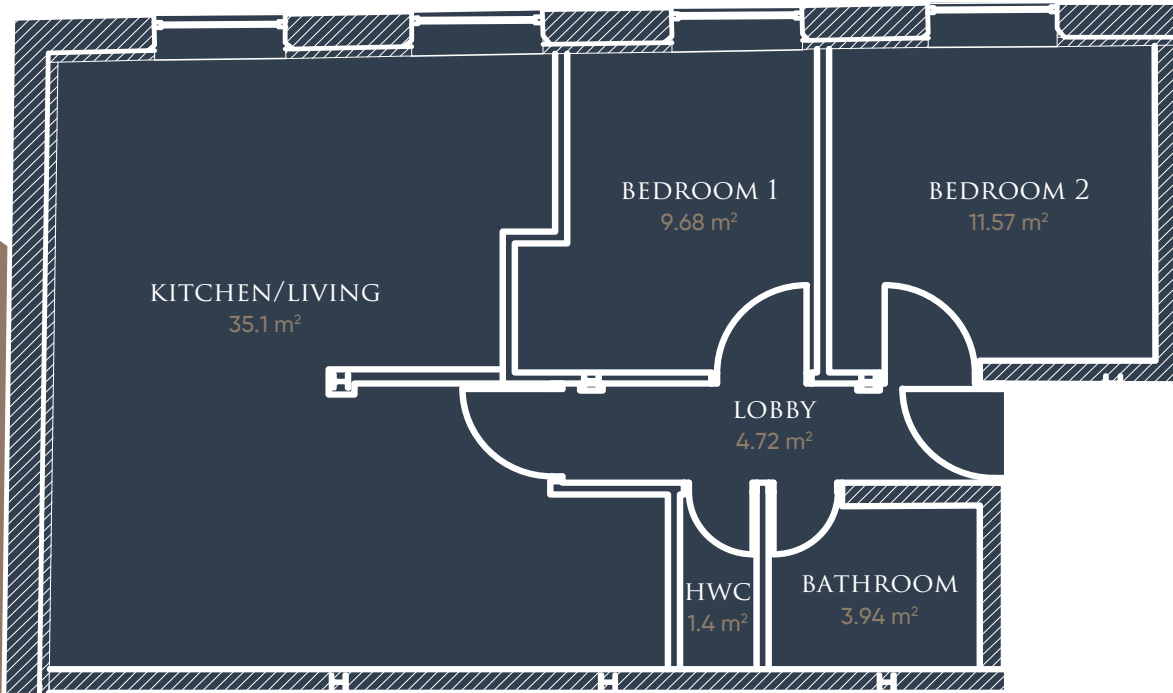 BEDROOM 1
9.68 m²
BEDROOM 2
11.57 m²
KITCHEN/LIVING
35.1 m²
LOBBY
4.72 m²
HWC
1.4 m²
BATHROOM
3.94 m²